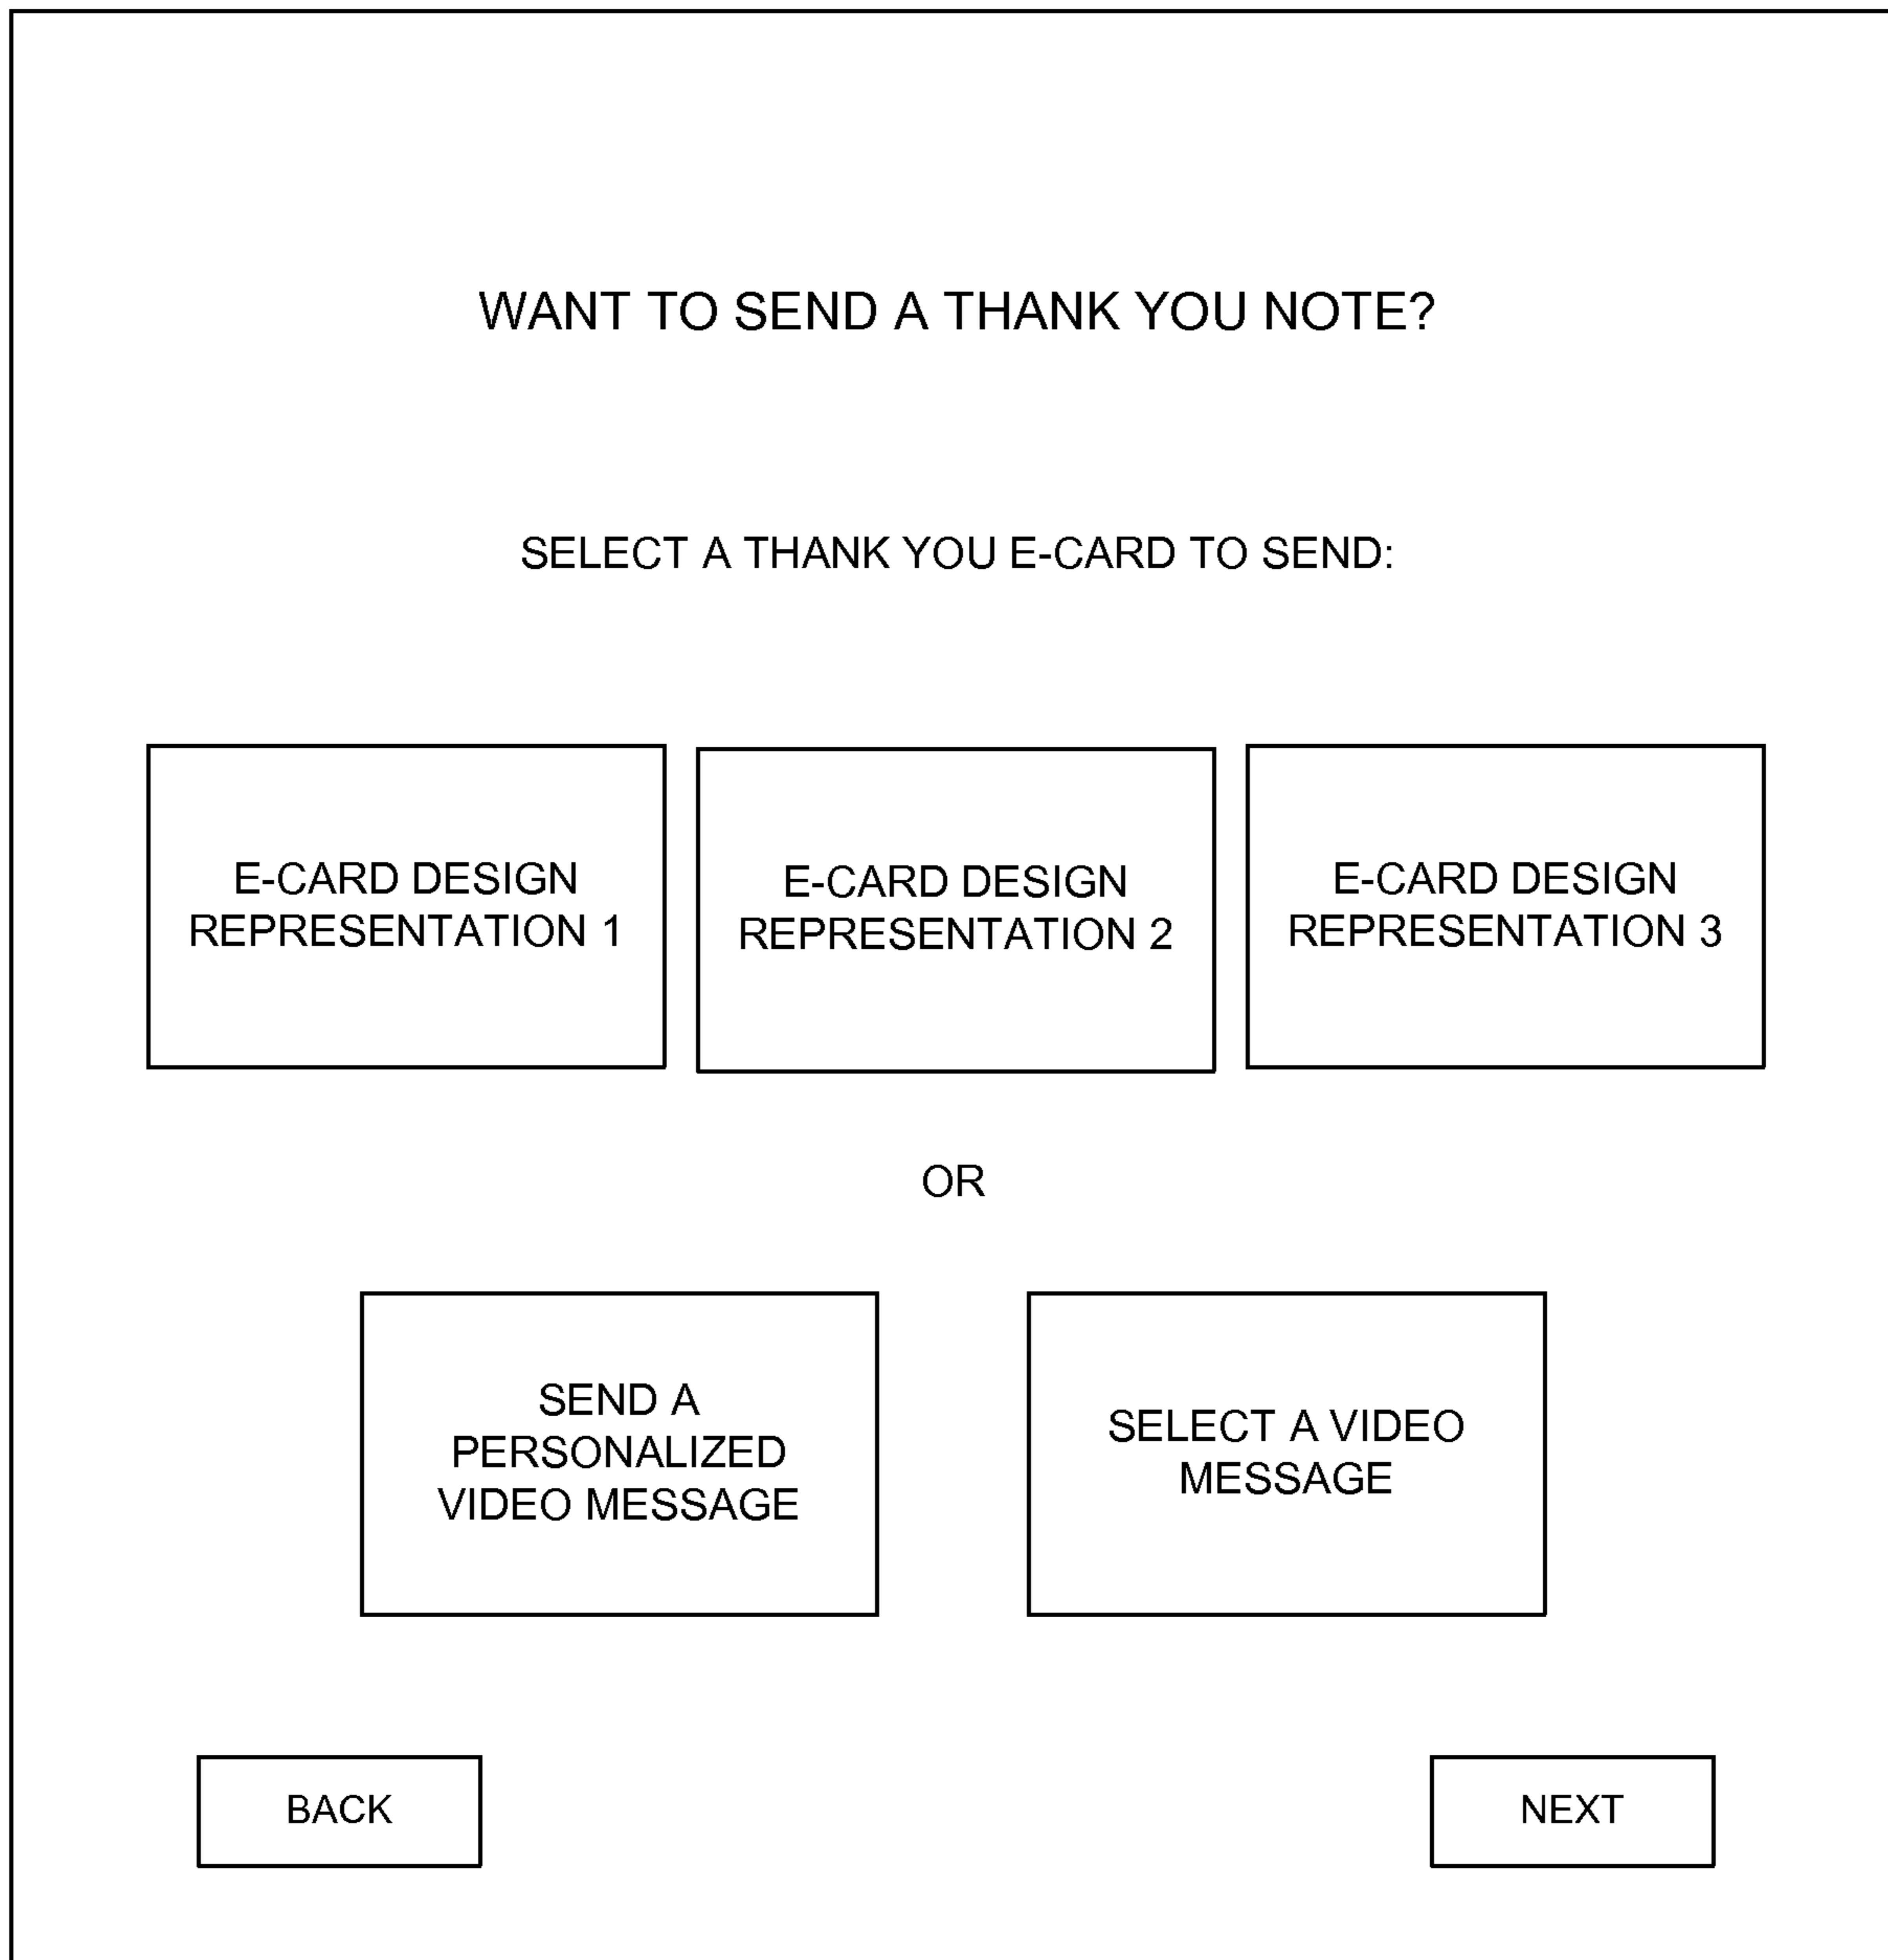 WANT TO SEND A THANK YOU NOTE?
SELECT A THANK YOU E-CARD TO SEND:
E-CARD DESIGN
REPRESENTATION 1
E-CARD DESIGN
REPRESENTATION 2
E-CARD DESIGN
REPRESENTATION 3
OR
SEND A
PERSONALIZED
VIDEO MESSAGE
SELECT A VIDEO
MESSAGE
BACK
NEXT